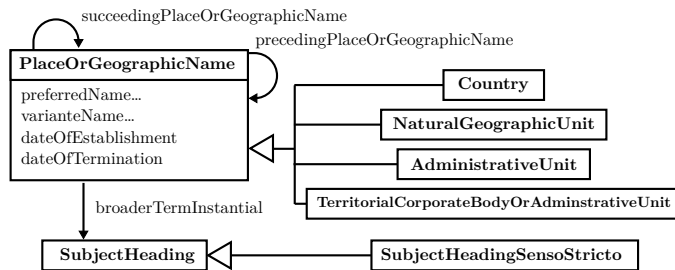 succeedingPlaceOrGeographicName
precedingPlaceOrGeographicName
PlaceOrGeographicName
preferredName...
varianteName...
dateOfEstablishment
dateOfTermination
Country
NaturalGeographicUnit
AdministrativeUnit
TerritorialCorporateBodyOrAdminstrativeUnit
broaderTermInstantial
SubjectHeading
SubjectHeadingSensoStricto